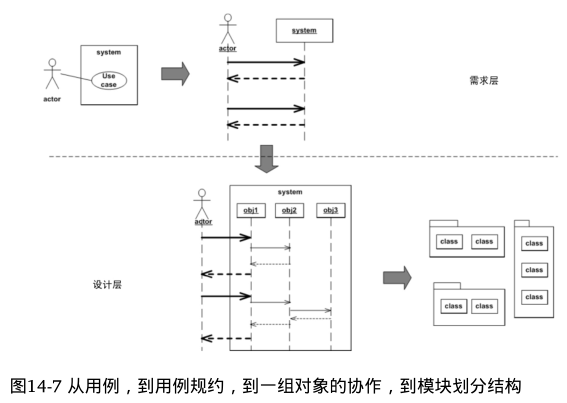 system
Use
case
actor
actor
system
需求层
设计层
actor
system
obj1
obj2
obj3
class
class
class
class
class
class
class
图14-7 从用例，到用例规约，到一组对象的协作，到模块划分结构